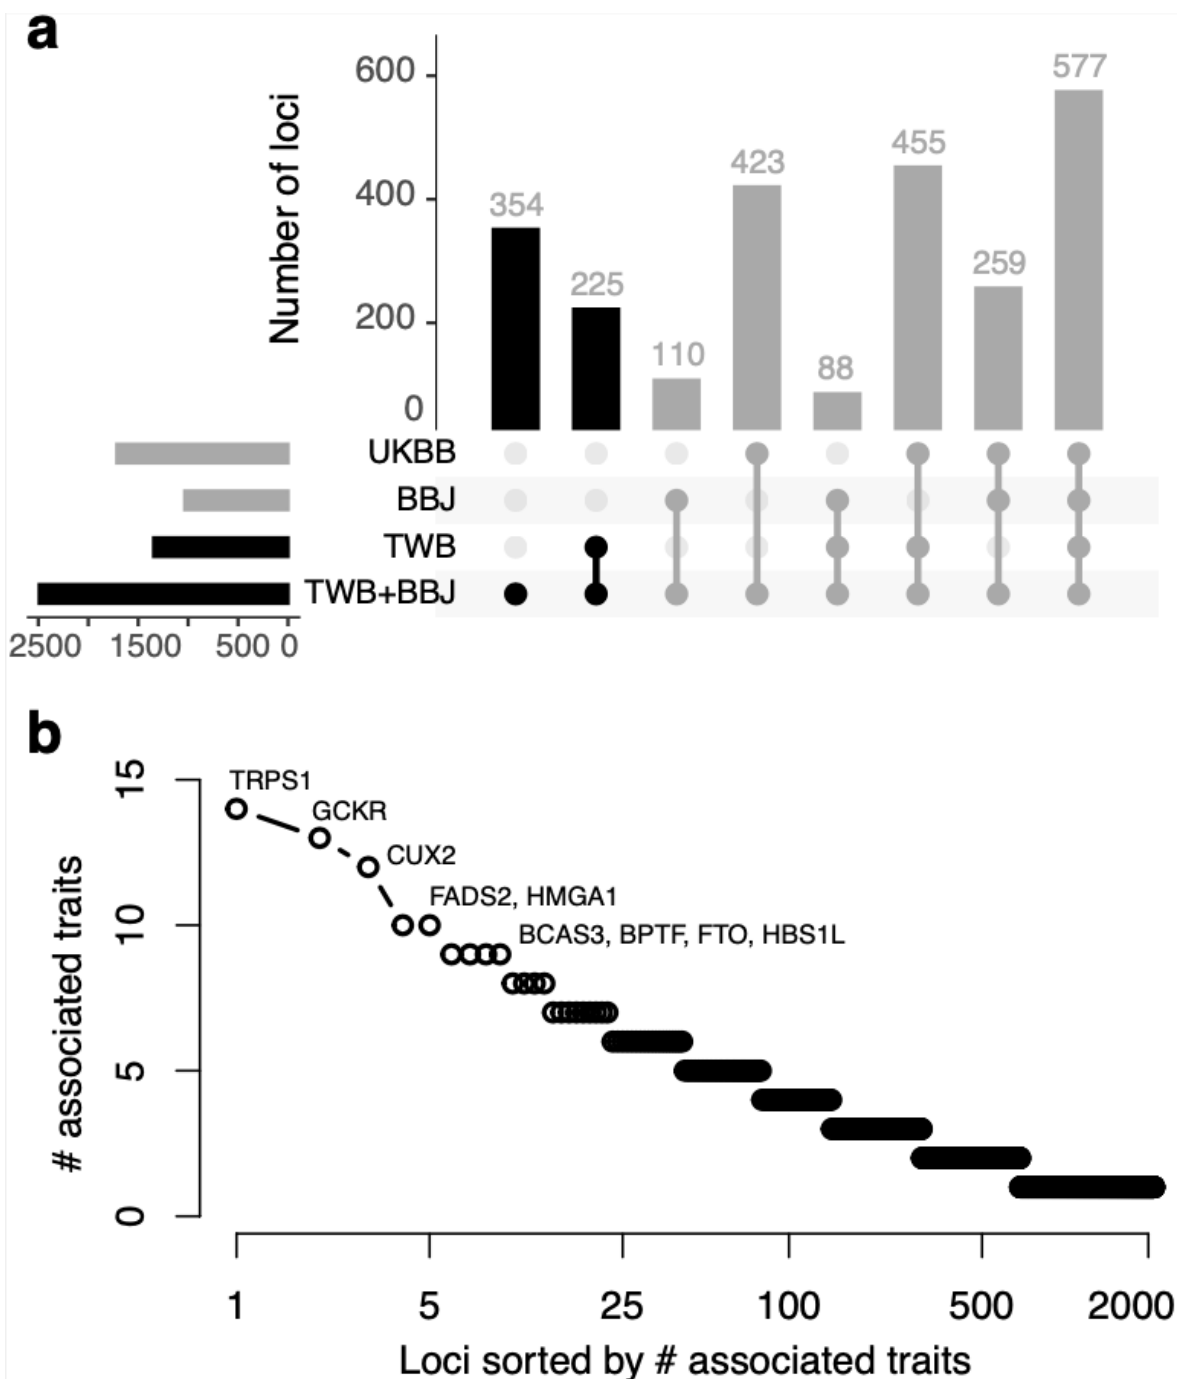 a
Number of loci
600
400
200
0
354
225
110
423
88
455
259
577
UKBB
BBJ
TWB
TWB+BBJ
2500 1500 500 0
b
# associated traits
15
10
5
0
TRPS1
GCKR
CUX2
FADS2, HMGA1
BCAS3, BPTF, FTO, HBS1L
1 5 25 100 500 2000
Loci sorted by # associated traits